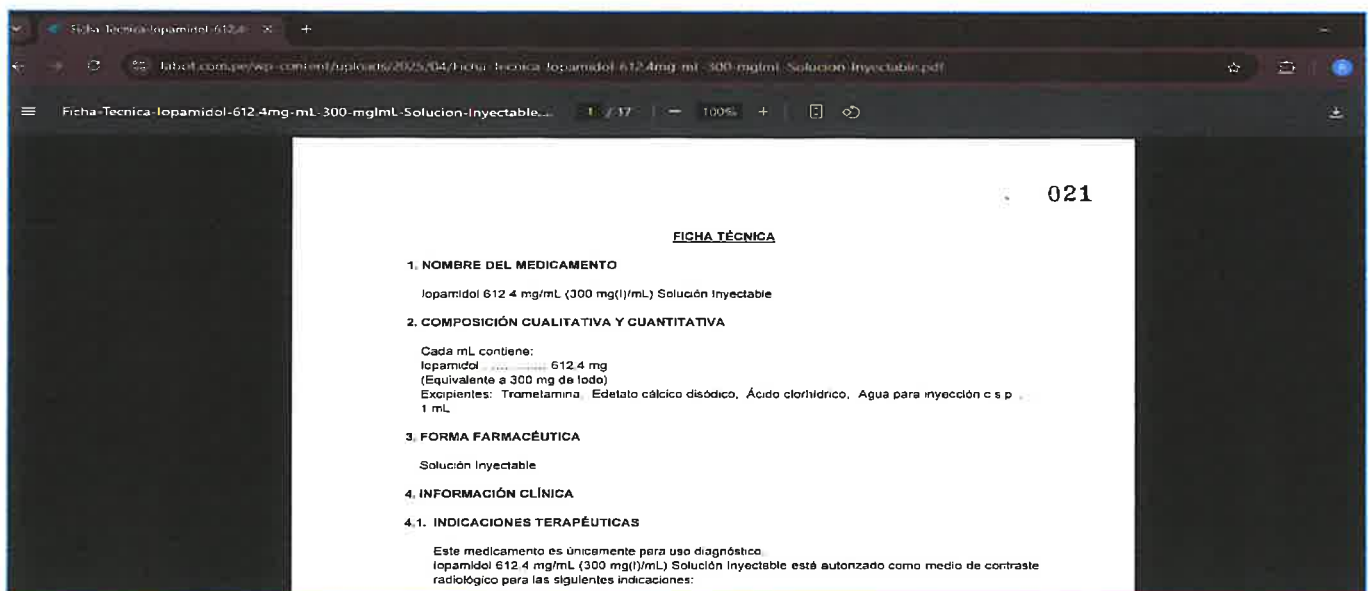 Ficha-Tecnica-Iopamidol-612,4
labot.com.pe/wp-content/uploads/2025/04/Ficha-Tecnica-Iopamidol-612.4mg-ml-300-mgIml-Solucion-Inyectable.pdf
Ficha-Tecnica-Iopamidol-612.4mg-mL-300-mgImL-Solucion-Inyectable.... 1 / 17 100%
021
FICHA TÉCNICA
1. NOMBRE DEL MEDICAMENTO
Iopamidol 612.4 mg/mL (300 mg(I)/mL) Solución Inyectable
2. COMPOSICIÓN CUALITATIVA Y CUANTITATIVA
Cada mL contiene:
Iopamidol .............. 612.4 mg
(Equivalente a 300 mg de Iodo)
Excipientes: Trometamina, Edetato cálcico disódico, Ácido clorhídrico, Agua para inyección c s p
1 mL
3. FORMA FARMACÉUTICA
Solución Inyectable
4. INFORMACIÓN CLÍNICA
4.1. INDICACIONES TERAPÉUTICAS
Este medicamento es únicamente para uso diagnóstico.
Iopamidol 612.4 mg/mL (300 mg(I)/mL) Solución Inyectable está autorizado como medio de contraste
radiológico para las siguientes indicaciones: